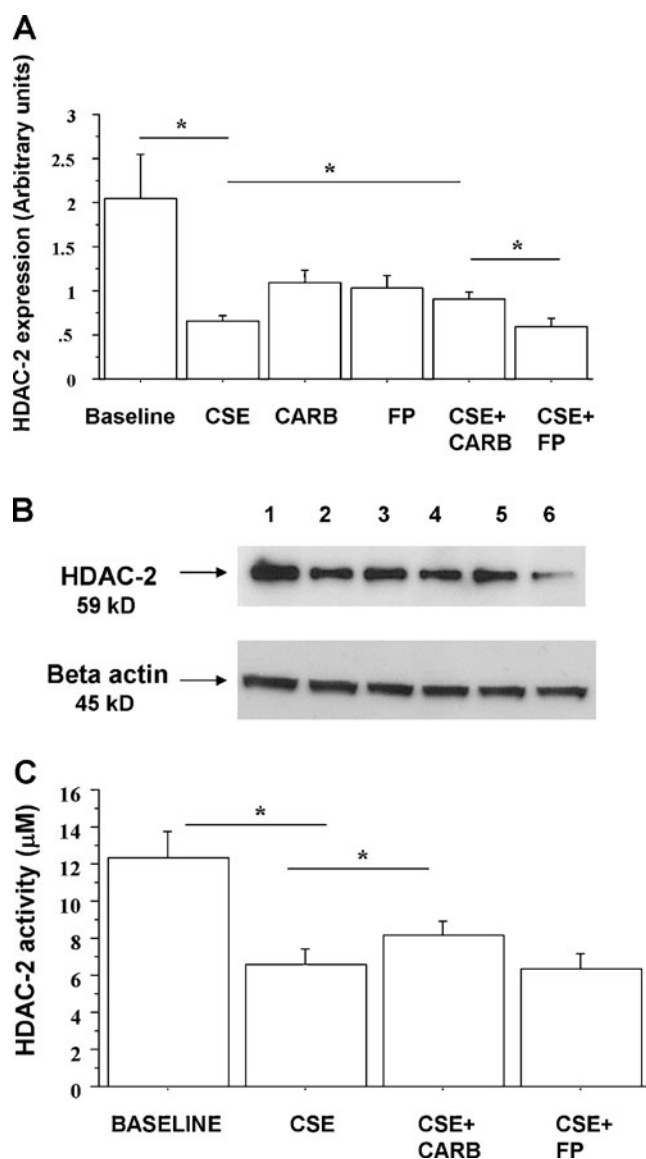 A
HDAC-2 expression (Arbitrary units)
3
2.5
2
1.5
1
.5
0
*
*
*
Baseline CSE CARB FP CSE+ CSE+
CARB FP
B
1 2 3 4 5 6
HDAC-2
59 kD
Beta actin
45 kD
C
HDAC-2 activity (µM)
16
14
12
10
8
6
4
2
0
*
*
BASELINE CSE CSE+ CSE+
CARB FP